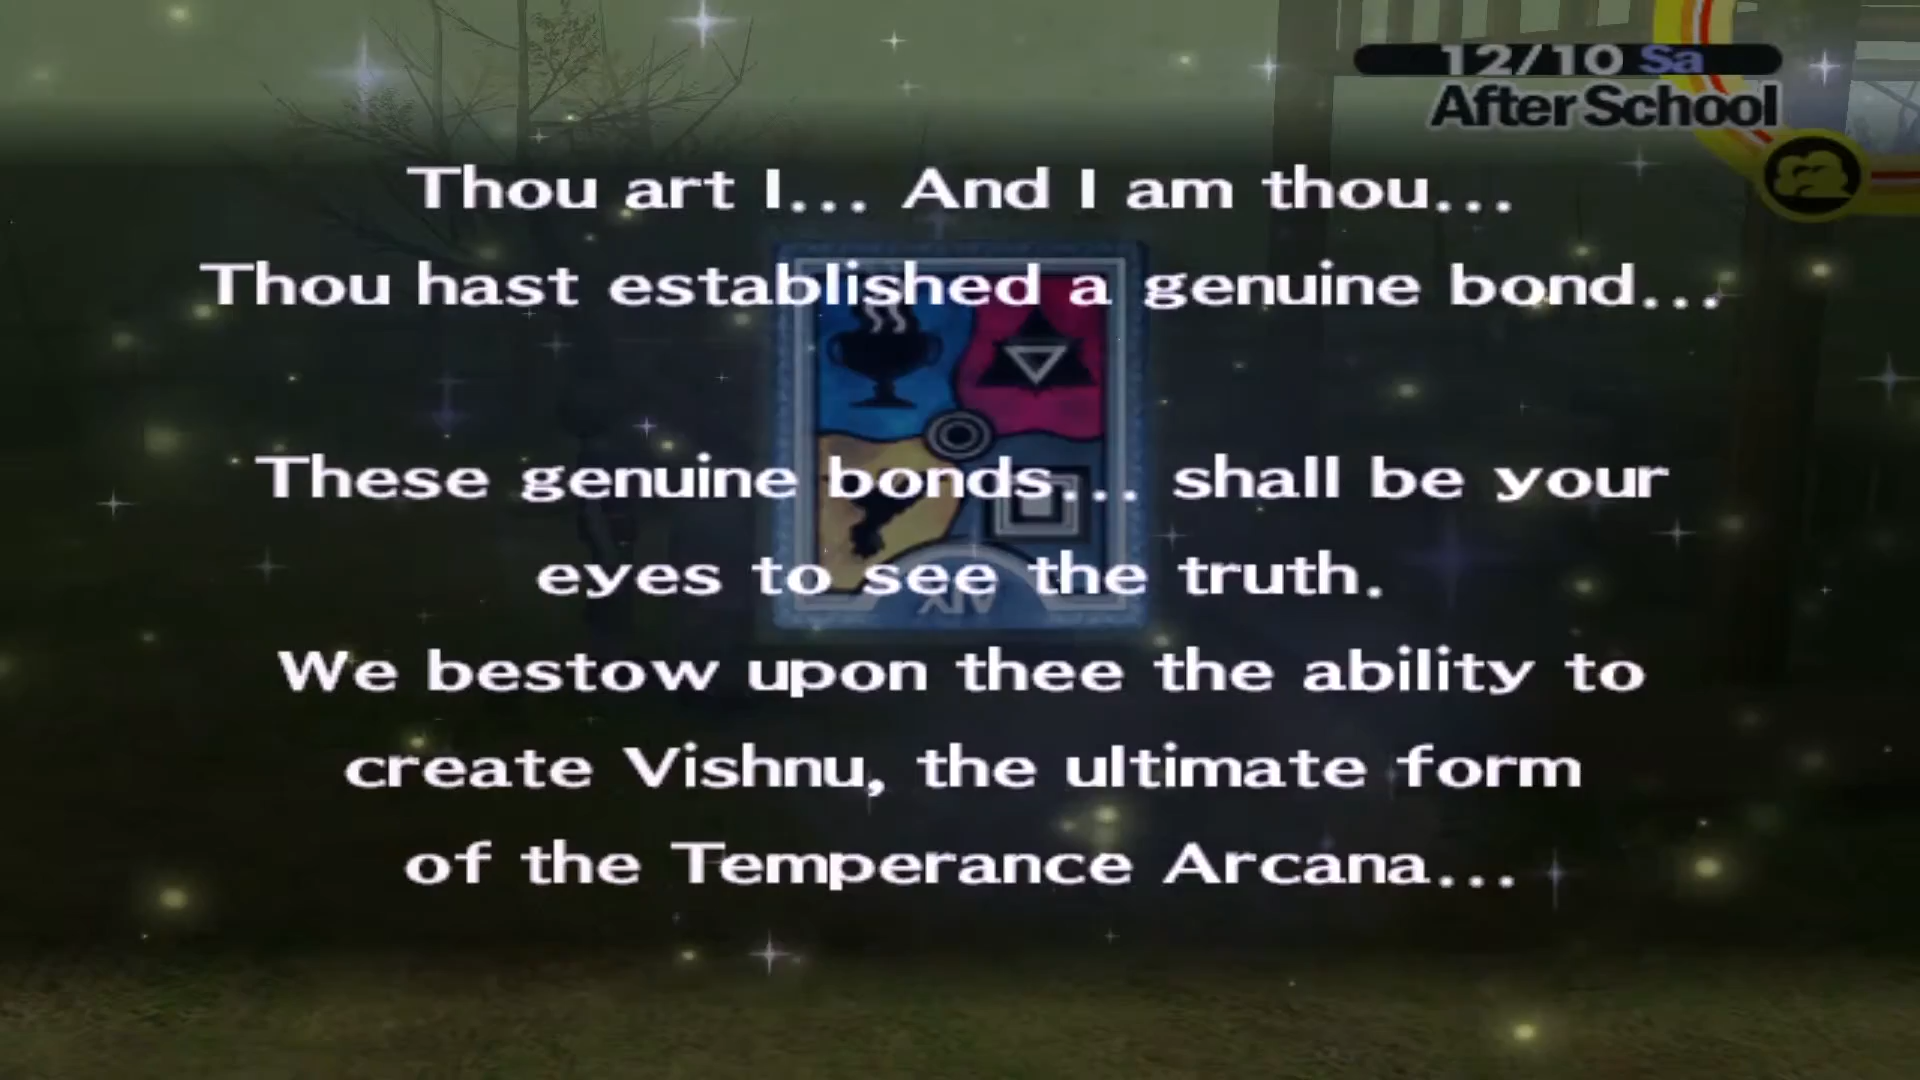 12/10 Sa
After School
Thou art I... And I am thou...
Thou hast established a genuine bond...
These genuine bonds... shall be your
eyes to see the truth.
We bestow upon thee the ability to
create Vishnu, the ultimate form
of the Temperance Arcana...
XIV